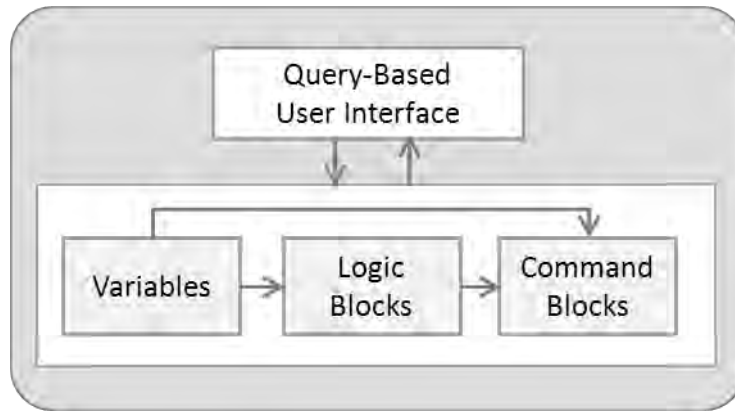 Query-Based
User Interface
Variables
Logic
Blocks
Command
Blocks